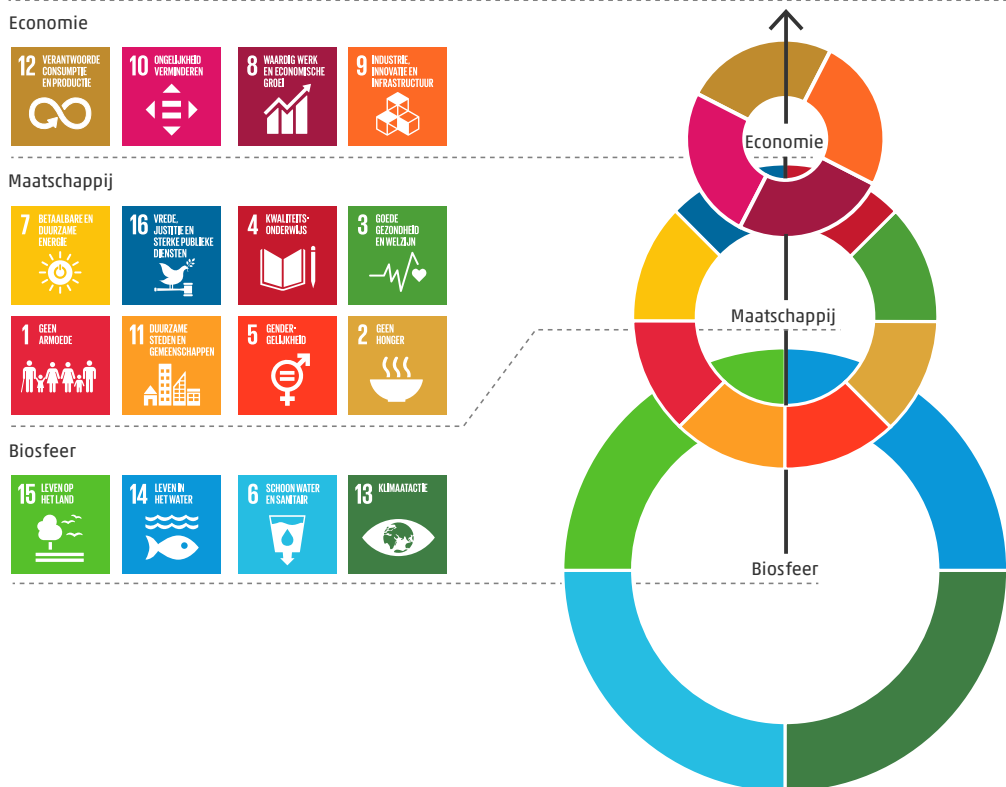 Economie
12 VERANTWOORDE
CONSUMPTIE
EN PRODUCTIE
10 ONGELIJKHEID
VERMINDEREN
8 WAARDIG WERK
EN ECONOMISCHE
GROEI
9 INDUSTRIE,
INNOVATIE EN
INFRASTRUCTUUR
Maatschappij
7 BETAALBARE EN
DUURZAME
ENERGIE
16 VREDE,
JUSTITIE EN
STERKE PUBLIEKE
DIENSTEN
4 KWALITEITS-
ONDERWIJS
3 GOEDE
GEZONDHEID
EN WELZIJN
1 GEEN
ARMOEDE
11 DUURZAME
STEDEN EN
GEMEENSCHAPPEN
5 GENDER-
GELIJKHEID
2 GEEN
HONGER
Biosfeer
15 LEVEN OP
HET LAND
14 LEVEN IN
HET WATER
6 SCHOON WATER
EN SANITAIR
13 KLIMAATACTIE
Economie
Maatschappij
Biosfeer